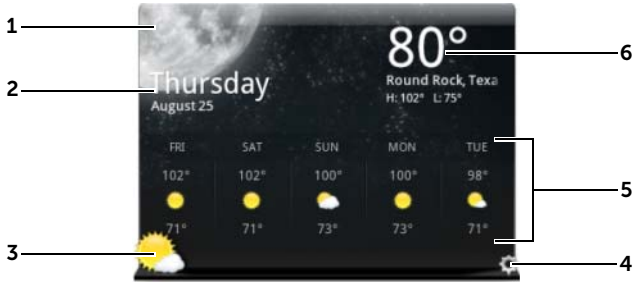 1
80°
6
Thursday
2
Round Rock, Texa
August 25
H: 102° L: 75°
FRI SAT SUN MON TUE
102° 102° 100° 100° 98°
5
71° 71° 73° 73° 71°
3
4